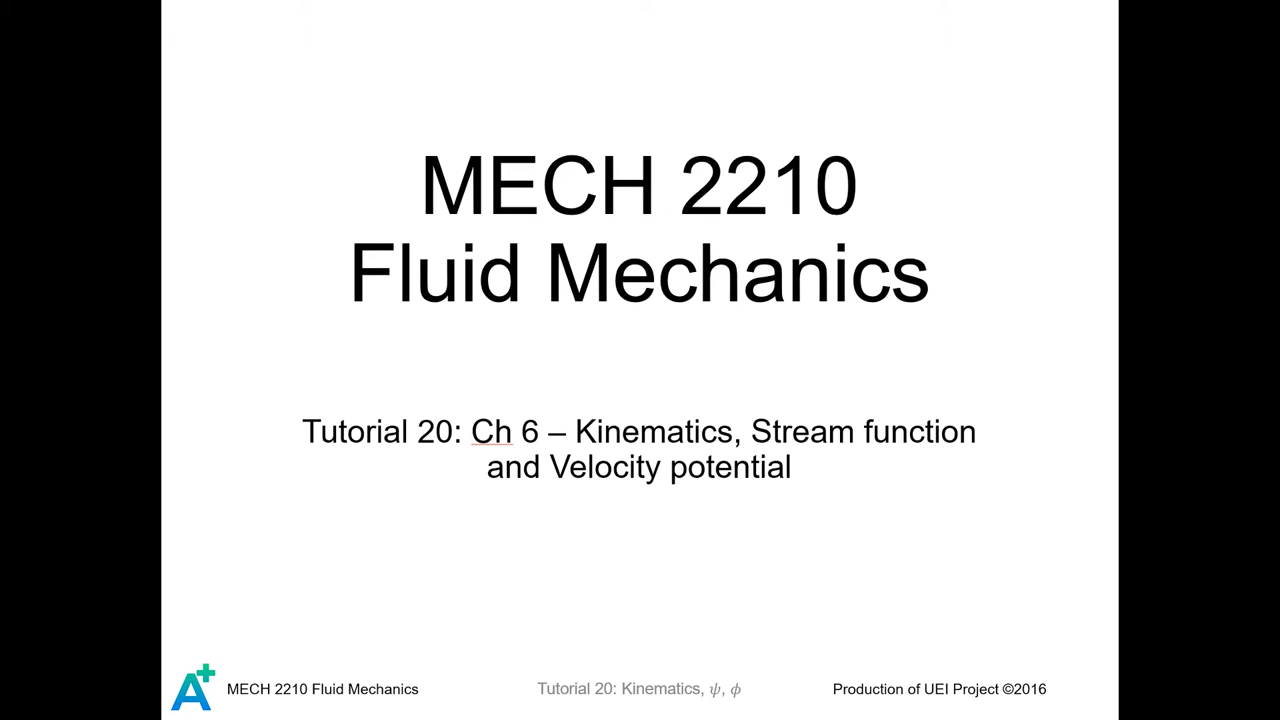 MECH 2210
Fluid Mechanics
Tutorial 20: Ch 6 – Kinematics, Stream function
and Velocity potential
A+
MECH 2210 Fluid Mechanics
Tutorial 20: Kinematics, ψ, ϕ
Production of UEI Project ©2016